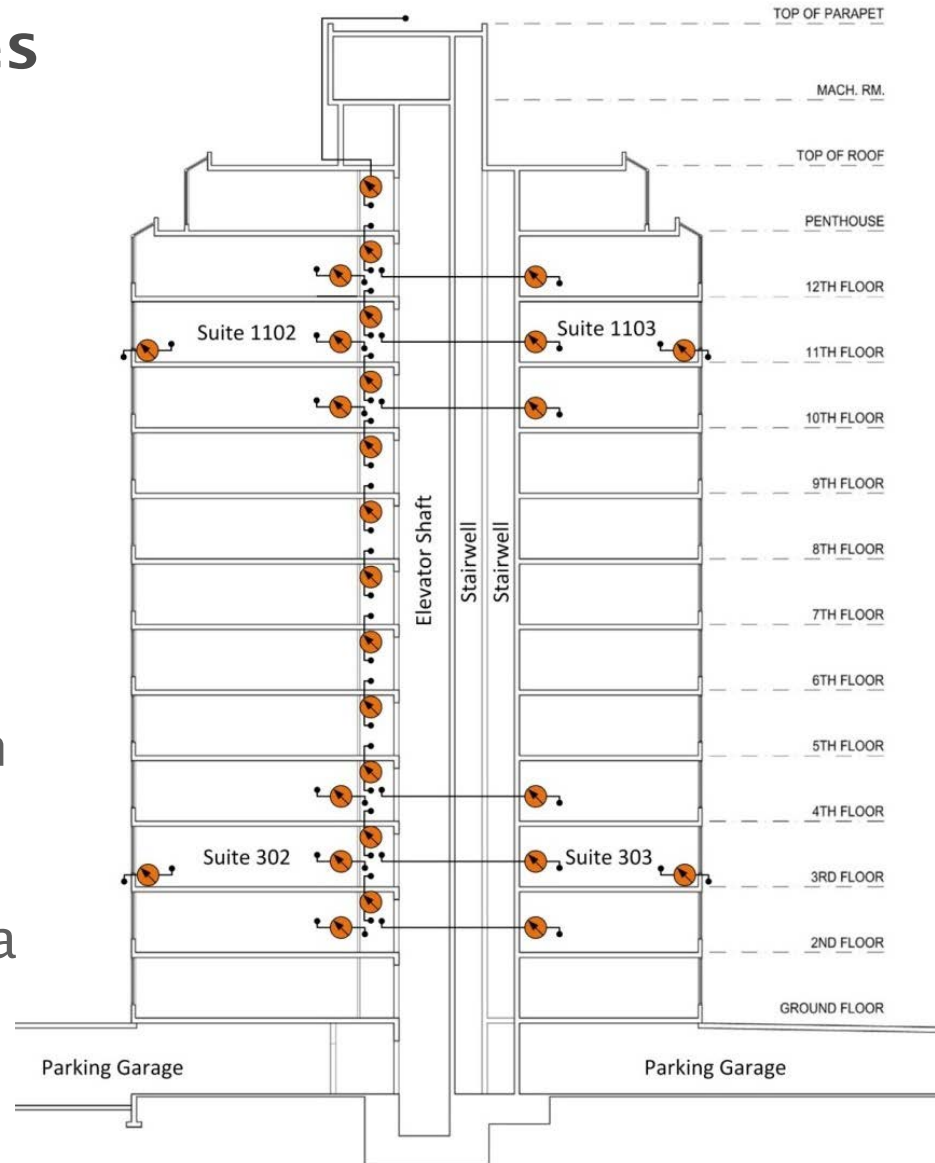 TOP OF PARAPET
MACH. RM.
TOP OF ROOF
PENTHOUSE
12TH FLOOR
Suite 1102
Suite 1103
11TH FLOOR
10TH FLOOR
9TH FLOOR
Elevator Shaft
Stairwell
Stairwell
8TH FLOOR
7TH FLOOR
6TH FLOOR
5TH FLOOR
4TH FLOOR
Suite 302
Suite 303
3RD FLOOR
a
2ND FLOOR
GROUND FLOOR
Parking Garage
Parking Garage